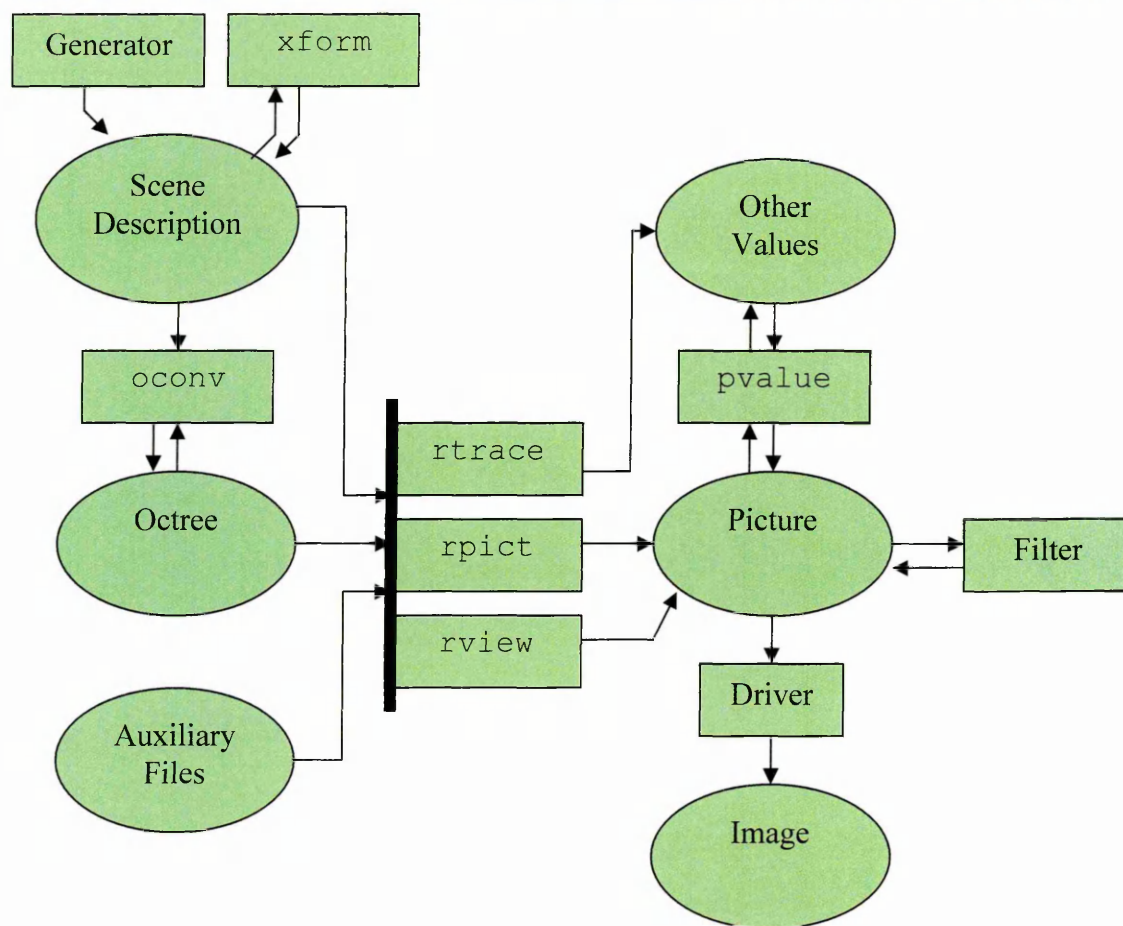 Generator
xform
Scene
Description
Other
Values
oconv
pvalue
rtrace
Octree
rpict
Picture
Filter
rview
Driver
Auxiliary
Files
Image